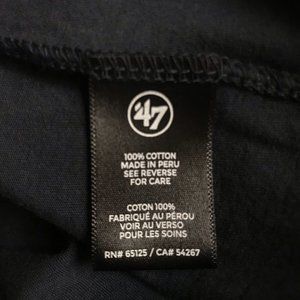 '47
100% COTTON
MADE IN PERU
SEE REVERSE
FOR CARE
COTON 100%
FABRIQUÉ AU PÉROU
VOIR AU VERSO
POUR LES SOINS
RN# 65125 / CA# 54267